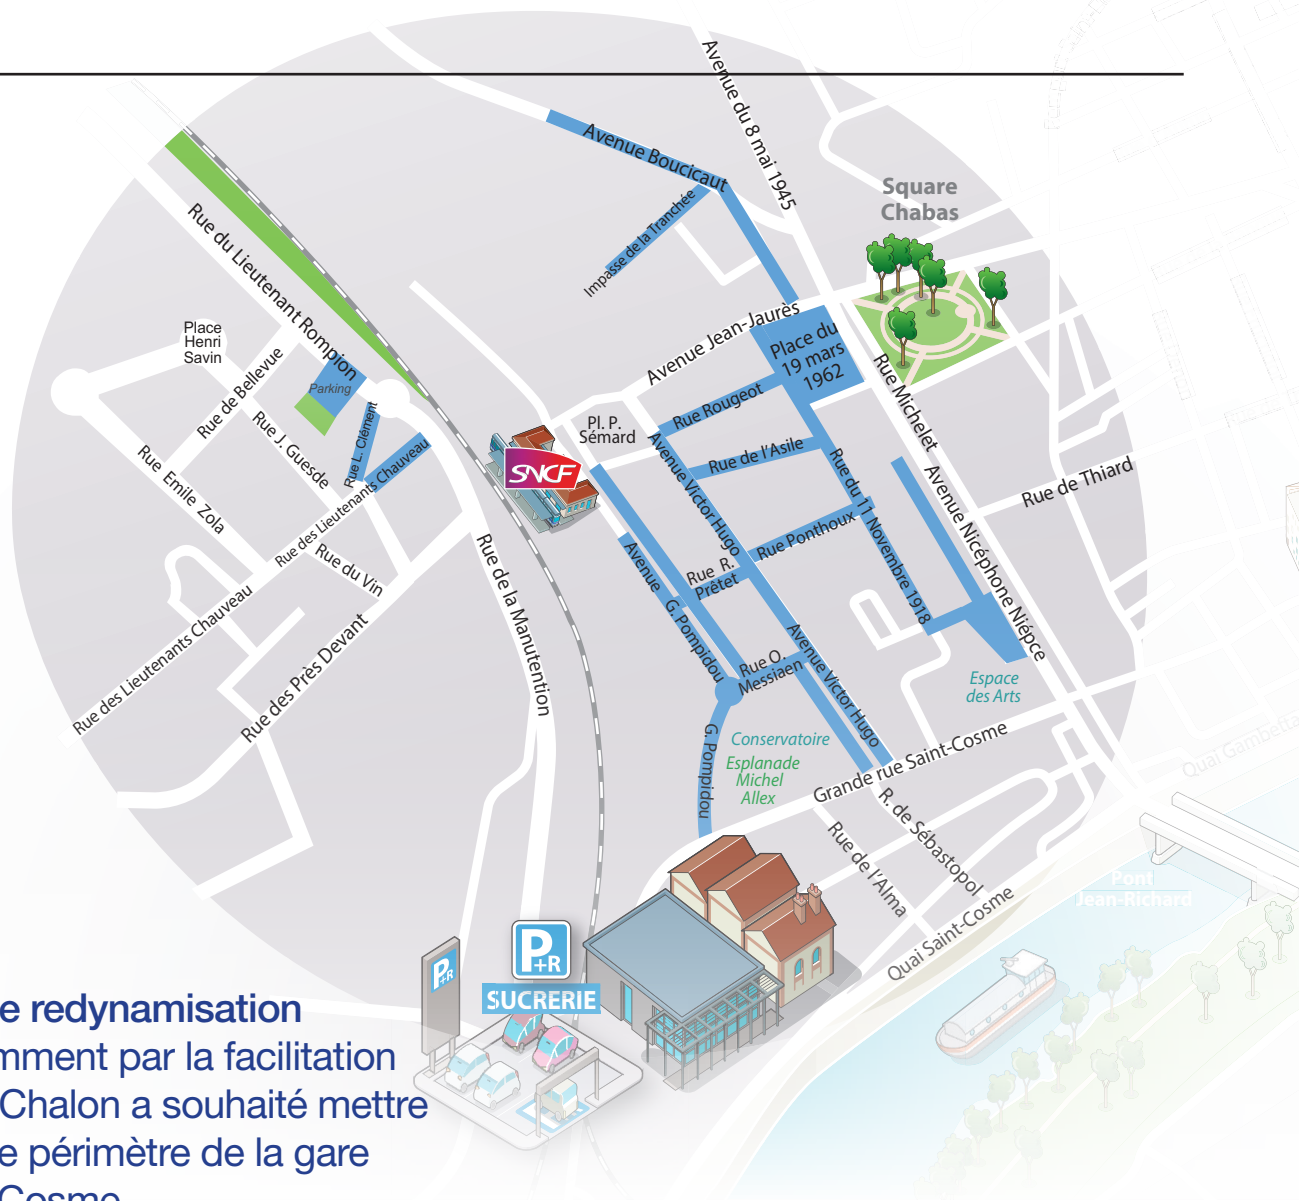 Avenue du 8 mai 1945
Avenue Boucicaut
Impasse de la Tranchée
Square
Chabas
Rue du Lieutenant Rompion
Place
Henri
Savin
Avenue Jean-Jaurès
Place du
19 mars
1962
Rue de Bellevue
Parking
Rue Michelet
Rue Rougeot
Rue L. Clément
Rue J. Guesde
Pl. P.
Sémard
Rue de l'Asile
Rue Emile Zola
Rue des Lieutenants Chauveau
SNCF
Avenue Victor Hugo
Rue du 11 Novembre 1918
Avenue Nicéphone Niépce
Rue de Thiard
Rue du Vin
Rue Ponthoux
Rue R.
Prêtet
Avenue G. Pompidou
Rue de la Manutention
Rue des Lieutenants Chauveau
Rue des Près Devant
Rue O.
Messiaen
Avenue Victor Hugo
Espace
des Arts
G. Pompidou
Conservatoire
Esplanade
Michel
Allex
Grande rue Saint-Cosme
Quai Gambetta
R. de Sébastopol
Rue de l'Alma
Quai Saint-Cosme
Pont
Jean-Richard
P+R
P+R
SUCRERIE
e redynamisation
mment par la facilitation
Chalon a souhaité mettre
e périmètre de la gare
Cosme